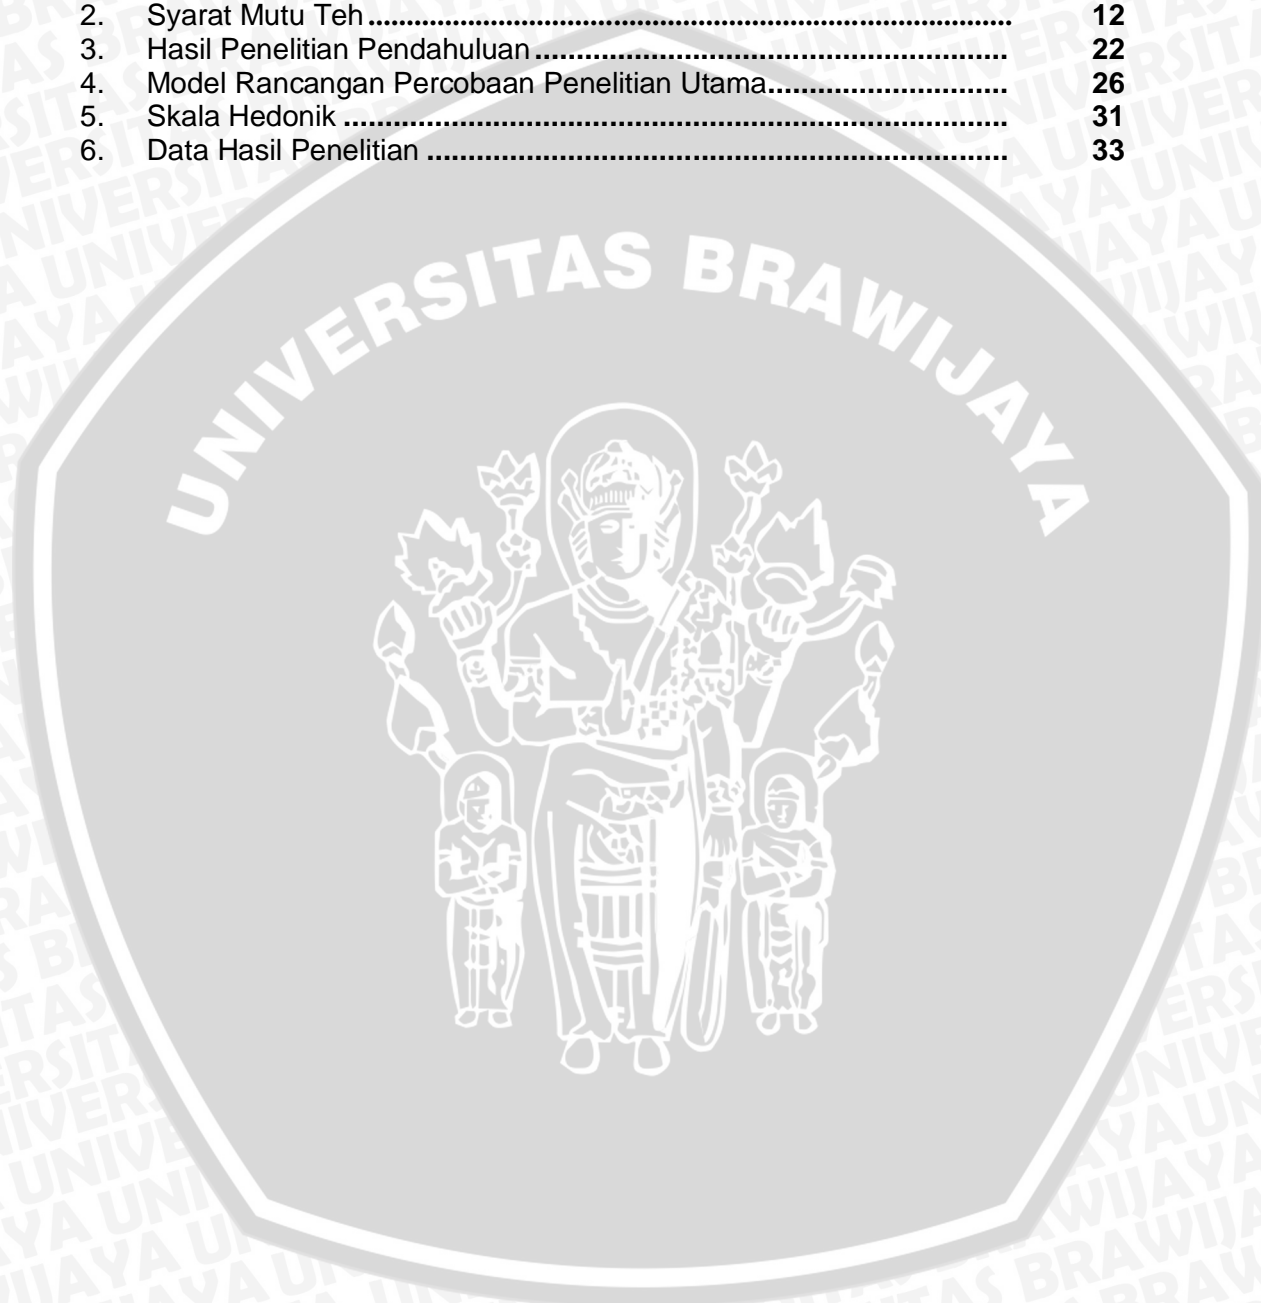 2. Syarat Mutu Teh ............................................................................... 12
3. Hasil Penelitian Pendahuluan ......................................................... 22
4. Model Rancangan Percobaan Penelitian Utama............................. 26
5. Skala Hedonik ................................................................................ 31
6. Data Hasil Penelitian ...................................................................... 33
UNIVERSITAS BRAWIJAYA